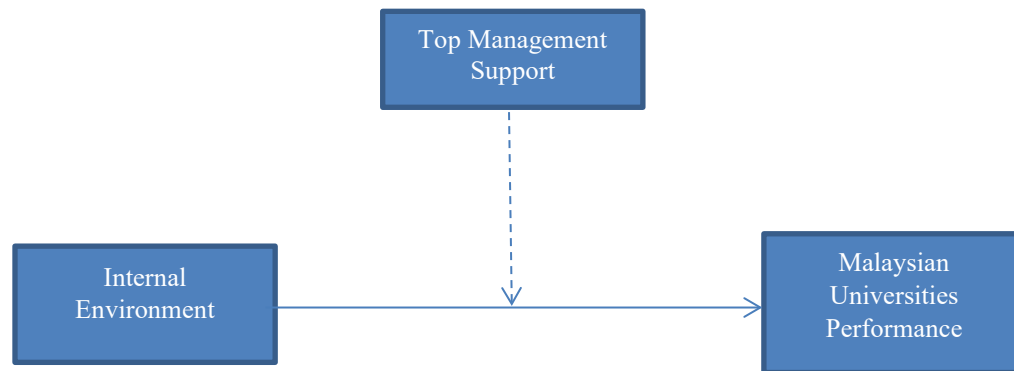 Top Management
Support
Internal
Environment
Malaysian
Universities
Performance